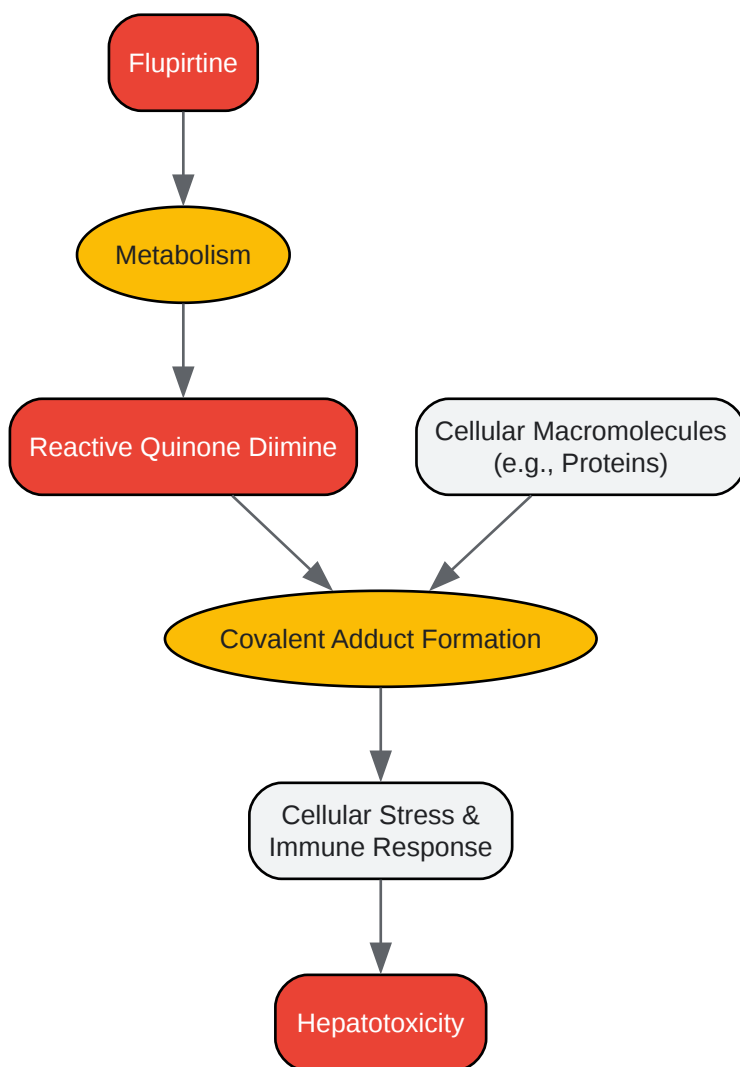 Flupirtine
Metabolism
Reactive Quinone Diimine
Cellular Macromolecules
(e.g., Proteins)
Covalent Adduct Formation
Cellular Stress &
Immune Response
Hepatotoxicity